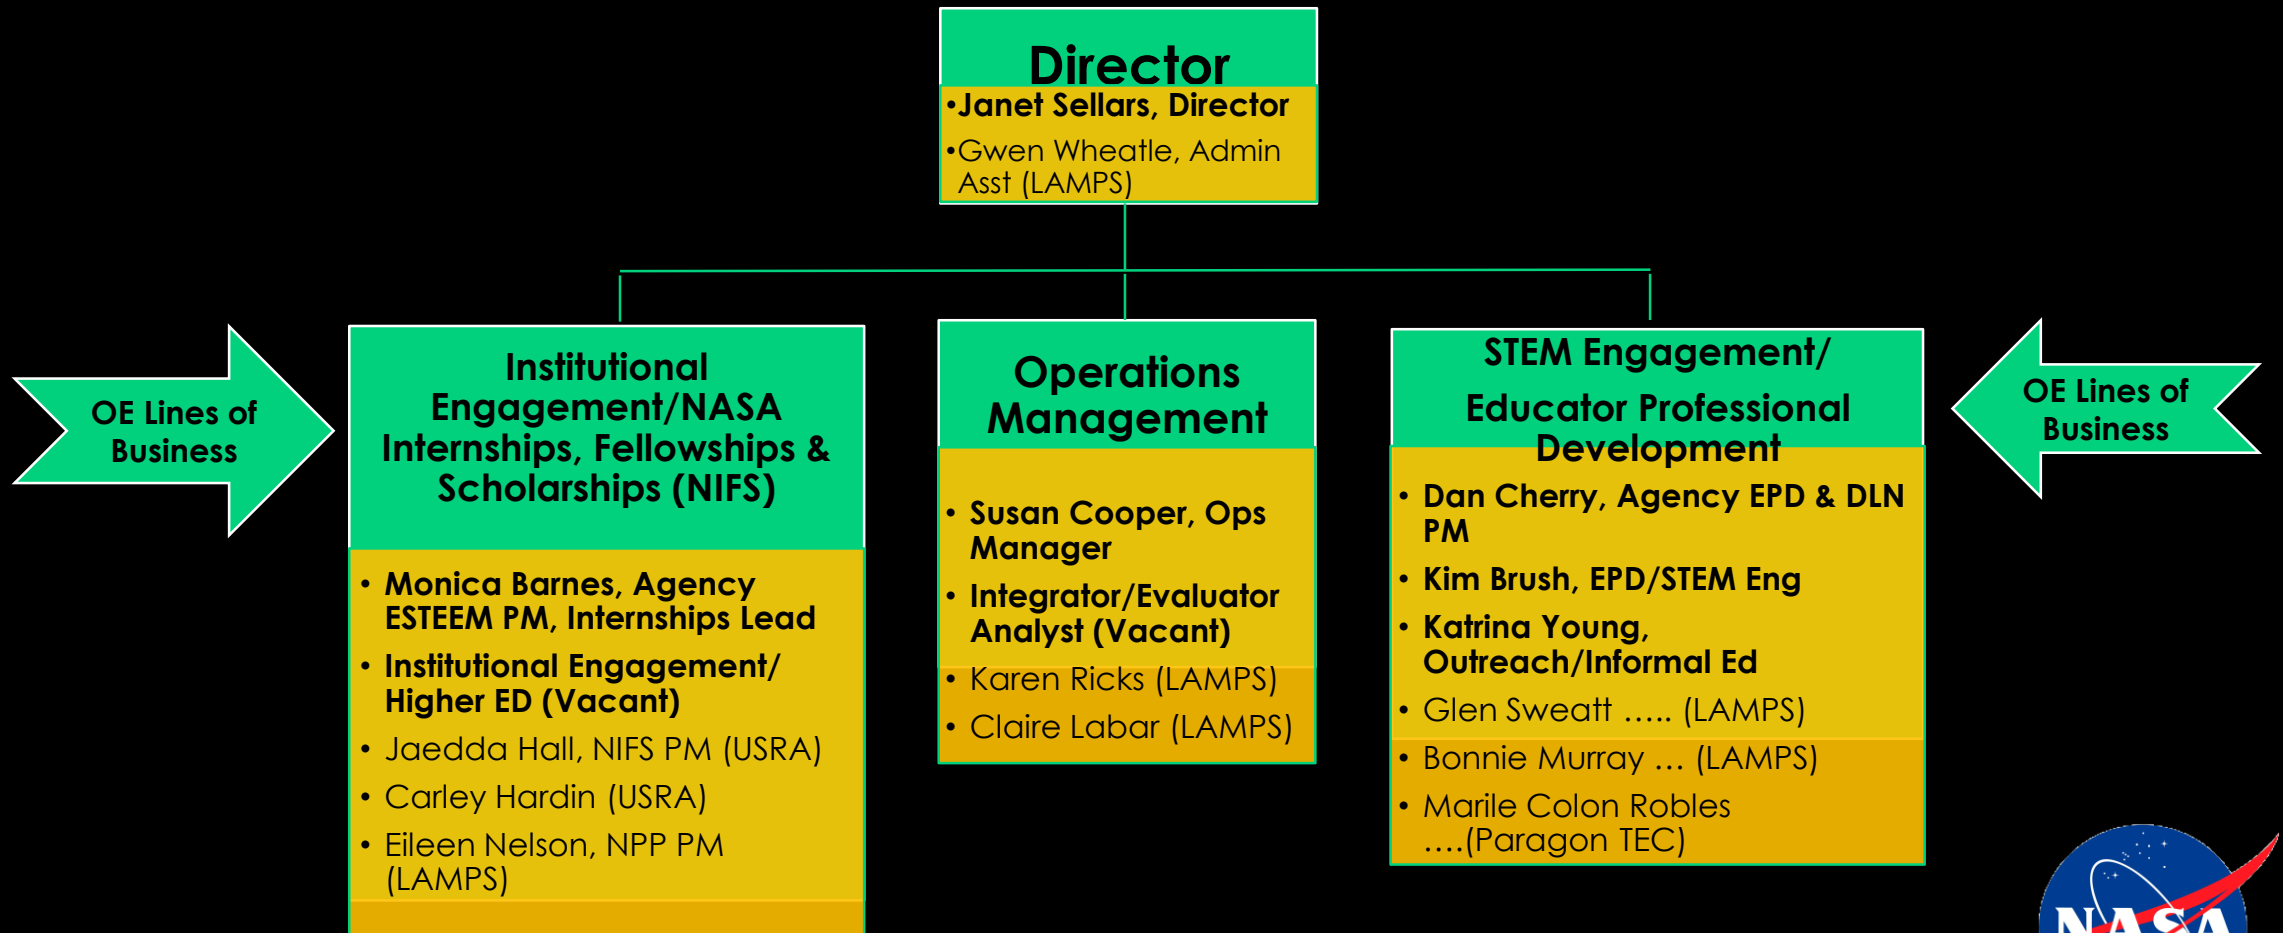 Director
•Janet Sellars, Director
•Gwen Wheatle, Admin
Asst (LAMPS)
OE Lines of
Business
Institutional
Engagement/NASA
Internships, Fellowships &
Scholarships (NIFS)
• Monica Barnes, Agency
ESTEEM PM, Internships Lead
• Institutional Engagement/
Higher ED (Vacant)
• Jaedda Hall, NIFS PM (USRA)
• Carley Hardin (USRA)
• Eileen Nelson, NPP PM
(LAMPS)
Operations
Management
• Susan Cooper, Ops
Manager
• Integrator/Evaluator
Analyst (Vacant)
• Karen Ricks (LAMPS)
• Claire Labar (LAMPS)
STEM Engagement/
Educator Professional
Development
• Dan Cherry, Agency EPD & DLN
PM
• Kim Brush, EPD/STEM Eng
• Katrina Young,
Outreach/Informal Ed
• Glen Sweatt ….. (LAMPS)
• Bonnie Murray … (LAMPS)
• Marile Colon Robles
….(Paragon TEC)
OE Lines of
Business
NASA